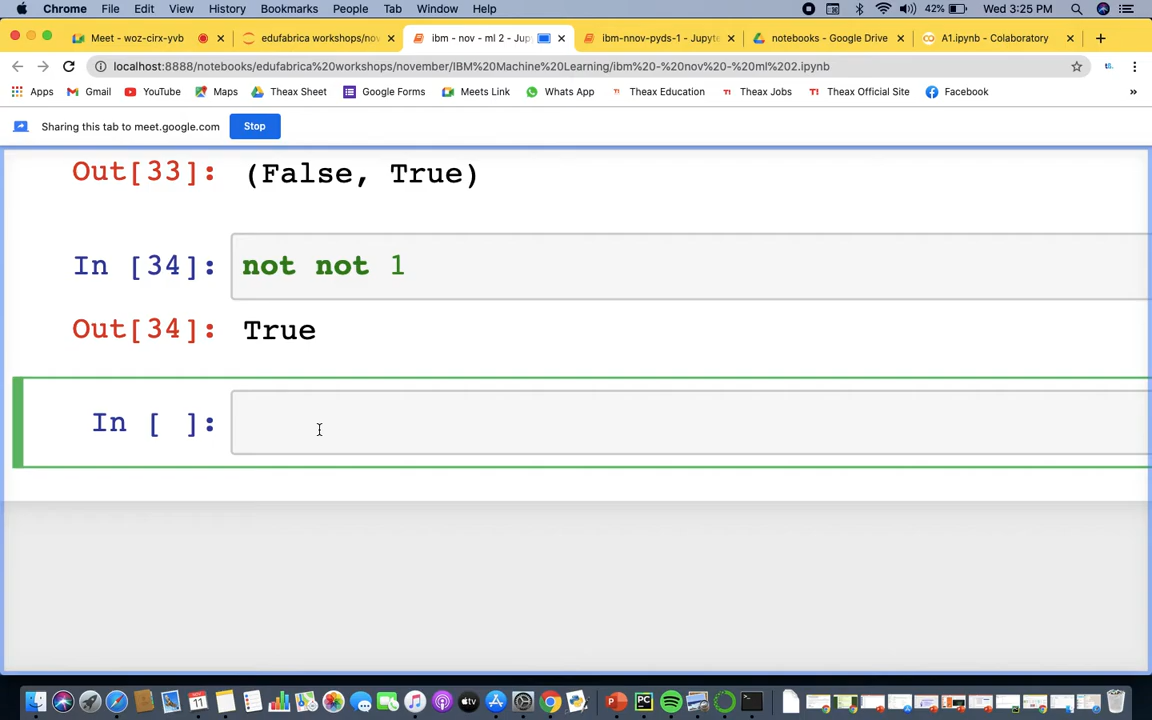 Chrome File Edit View History Bookmarks People Tab Window Help 42% Wed 3:25 PM
Meet - woz-cirx-yvb edufabrica workshops/nov ibm - nov - ml 2 - Jup ibm-nnov-pyds-1 - Jupyte notebooks - Google Drive A1.ipynb - Colaboratory
localhost:8888/notebooks/edufabrica%20workshops/november/IBM%20Machine%20Learning/ibm%20-%20nov%20-%20ml%202.ipynb
Apps Gmail YouTube Maps Theax Sheet Google Forms Meets Link Whats App Theax Education Theax Jobs Theax Official Site Facebook »
Sharing this tab to meet.google.com Stop
Out[33]: (False, True)
In [34]: not not 1
Out[34]: True
In [ ]: